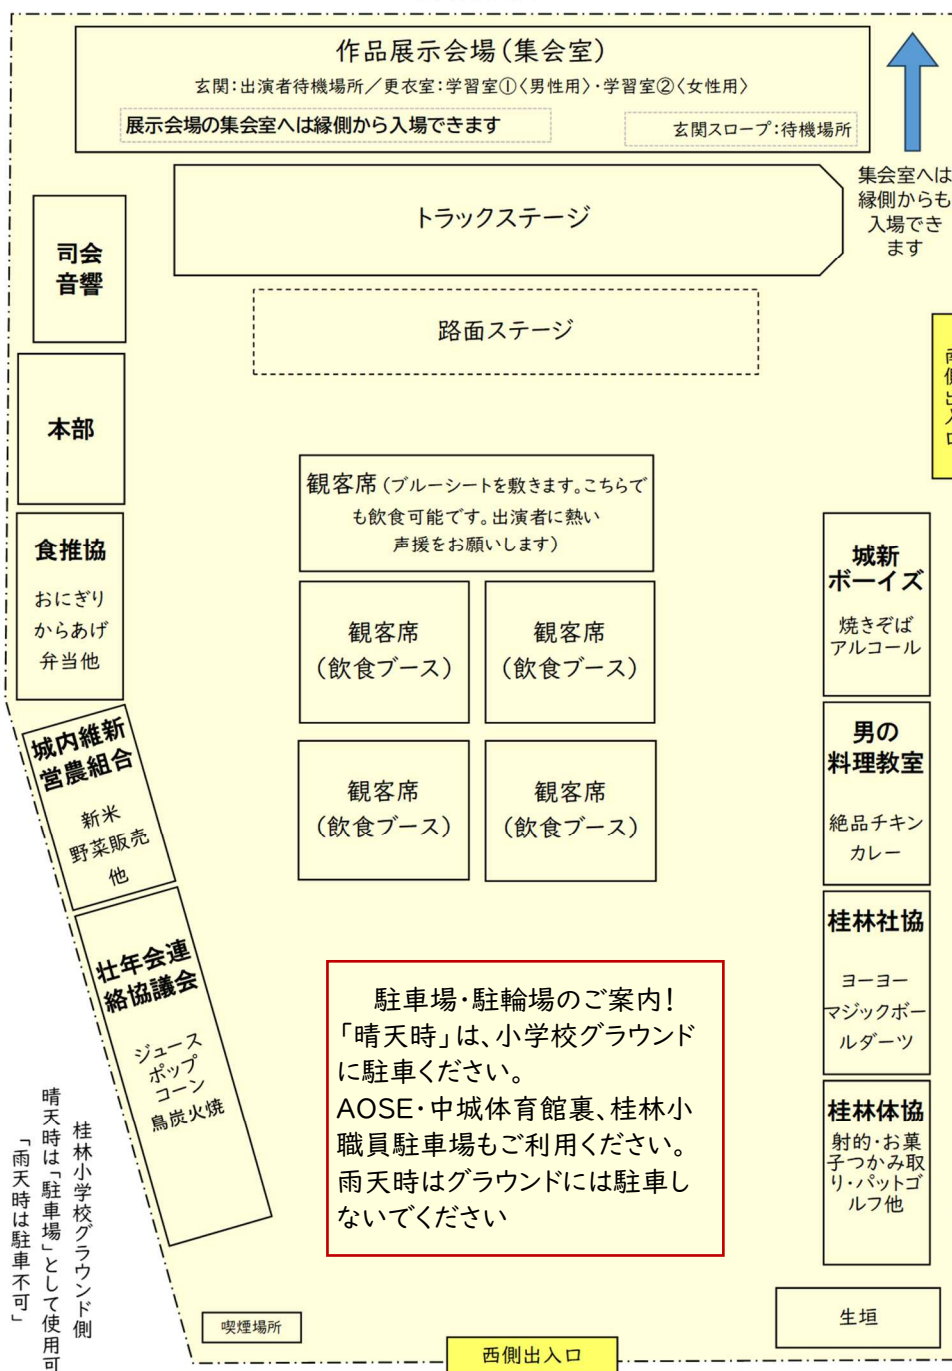 作品展示会場(集会室)
玄関:出演者待機場所/更衣室:学習室①〈男性用〉・学習室②〈女性用〉
展示会場の集会室へは縁側から入場できます
玄関スロープ:待機場所
集会室へは
縁側からも
入場でき
ます
トラックステージ
司会
音響
路面ステージ
南側出入口
本部
観客席(ブルーシートを敷きます。こちらで
も飲食可能です。出演者に熱い
声援をお願いします)
食推協
おにぎり
からあげ
弁当他
城新
ボーイズ
焼きそば
アルコール
観客席
(飲食ブース)
観客席
(飲食ブース)
城内維新
営農組合
新米
野菜販売
他
男の
料理教室
絶品チキン
カレー
観客席
(飲食ブース)
観客席
(飲食ブース)
壮年会連
絡協議会
ジュース
ポップ
コーン
鳥炭火焼
桂林社協
ヨーヨー
マジックボー
ルダーツ
駐車場・駐輪場のご案内!
「晴天時」は、小学校グラウンド
に駐車ください。
AOSE・中城体育館裏、桂林小
職員駐車場もご利用ください。
雨天時はグラウンドには駐車し
ないでください
桂林体協
射的・お菓
子つかみ取
り・パットゴ
ルフ他
桂林小学校グラウンド側
晴天時は「駐車場」として使用可
「雨天時は駐車不可」
喫煙場所
生垣
西側出入口